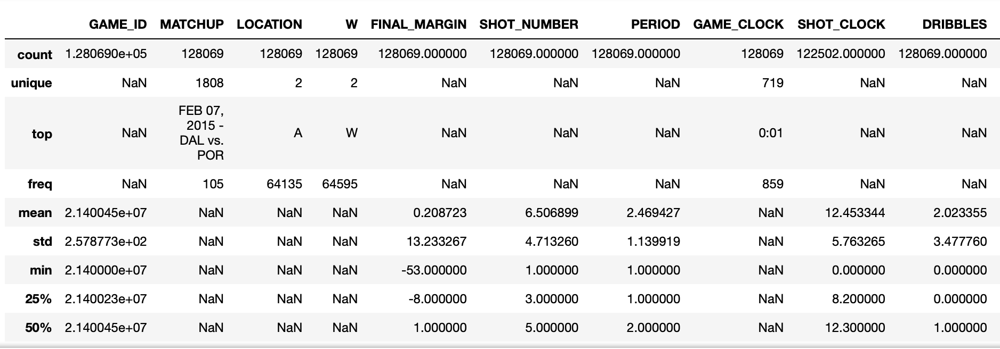 GAME_ID MATCHUP LOCATION W FINAL_MARGIN SHOT_NUMBER PERIOD GAME_CLOCK SHOT_CLOCK DRIBBLES
count 1.280690e+05 128069 128069 128069 128069.000000 128069.000000 128069.000000 128069 122502.000000 128069.000000
unique NaN 1808 2 2 NaN NaN NaN 719 NaN NaN
FEB 07,
2015 -
top NaN DAL vs. A W NaN NaN NaN 0:01 NaN NaN
POR
freq NaN 105 64135 64595 NaN NaN NaN 859 NaN NaN
mean 2.140045e+07 NaN NaN NaN 0.208723 6.506899 2.469427 NaN 12.453344 2.023355
std 2.578773e+02 NaN NaN NaN 13.233267 4.713260 1.139919 NaN 5.763265 3.477760
min 2.140000e+07 NaN NaN NaN -53.000000 1.000000 1.000000 NaN 0.000000 0.000000
25% 2.140023e+07 NaN NaN NaN -8.000000 3.000000 1.000000 NaN 8.200000 0.000000
50% 2.140045e+07 NaN NaN NaN 1.000000 5.000000 2.000000 NaN 12.300000 1.000000